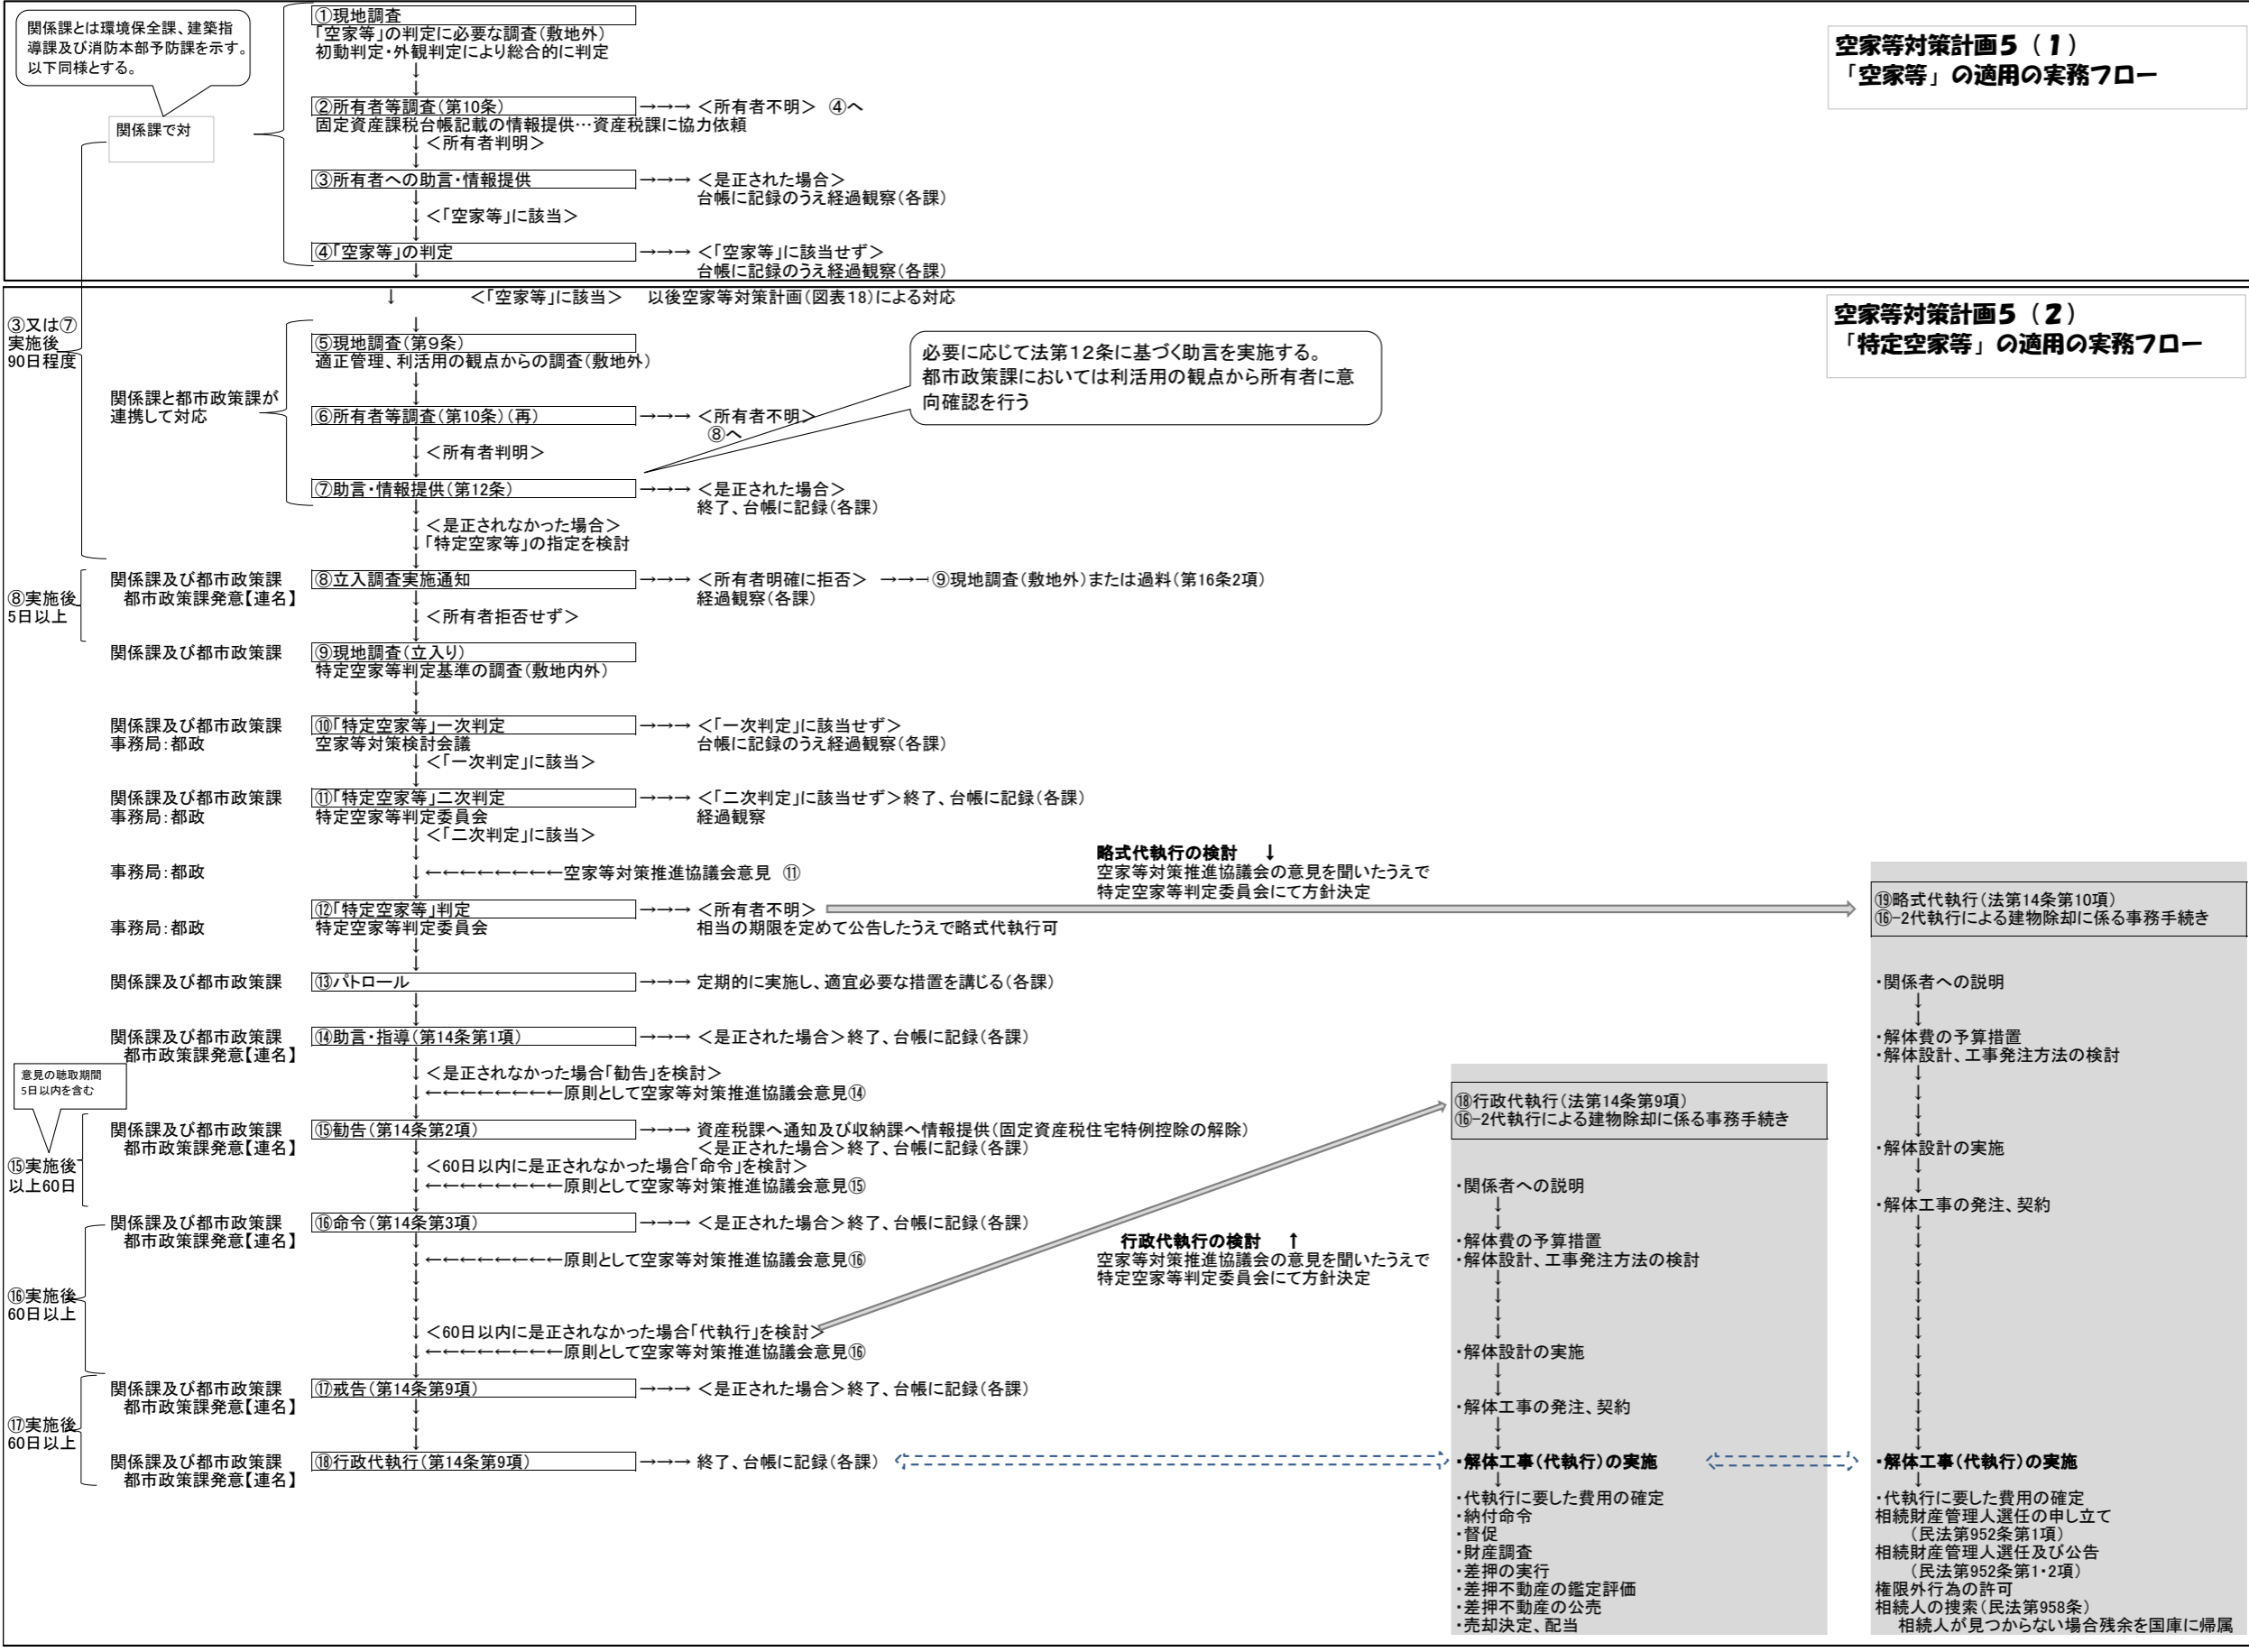 関係課とは環境保全課、建築指
導課及び消防本部予防課を示す。
以下同様とする。
関係課で対
①現地調査
「空家等」の判定に必要な調査(敷地外)
初動判定・外観判定により総合的に判定
↓
↓
②所有者等調査(第10条) →→→ <所有者不明> ④へ
固定資産課税台帳記載の情報提供…資産税課に協力依頼
↓ <所有者判明>
↓
③所有者への助言・情報提供 →→→ <是正された場合>
台帳に記録のうえ経過観察(各課)
↓
↓ <「空家等」に該当>
↓
④「空家等」の判定 →→→ <「空家等」に該当せず>
↓ 台帳に記録のうえ経過観察(各課)
空家等対策計画5(1)
「空家等」の適用の実務フロー
↓ <「空家等」に該当> 以後空家等対策計画(図表18)による対応
空家等対策計画5(2)
「特定空家等」の適用の実務フロー
③又は⑦
実施後
90日程度
関係課と都市政策課が
連携して対応
↓
⑤現地調査(第9条)
適正管理、利活用の観点からの調査(敷地外)
↓
↓
⑥所有者等調査(第10条)(再) →→→ <所有者不明>
↓ ⑧へ
↓ <所有者判明>
↓
必要に応じて法第12条に基づく助言を実施する。
都市政策課においては利活用の観点から所有者に意
向確認を行う
⑦助言・情報提供(第12条) →→→ <是正された場合>
↓ 終了、台帳に記録(各課)
↓ <是正されなかった場合>
↓「特定空家等」の指定を検討
↓
⑧実施後
5日以上
関係課及び都市政策課 ⑧立入調査実施通知 →→→ <所有者明確に拒否> →→→ ⑨現地調査(敷地外)または過料(第16条2項)
都市政策課発意【連名】 ↓ 経過観察(各課)
↓ <所有者拒否せず>
↓
関係課及び都市政策課 ⑨現地調査(立入り)
特定空家等判定基準の調査(敷地内外)
↓
↓
関係課及び都市政策課 ⑩「特定空家等」一次判定 →→→ <「一次判定」に該当せず>
事務局:都政 空家等対策検討会議 台帳に記録のうえ経過観察(各課)
↓ <「一次判定」に該当>
↓
関係課及び都市政策課 ⑪「特定空家等」二次判定 →→→ <「二次判定」に該当せず>終了、台帳に記録(各課)
事務局:都政 特定空家等判定委員会 経過観察
↓ <「二次判定」に該当>
↓
事務局:都政 ↓ ←←←←←←←←空家等対策推進協議会意見 ⑪
↓
略式代執行の検討 ↓
空家等対策推進協議会の意見を聞いたうえで
特定空家等判定委員会にて方針決定
⑫「特定空家等」判定 →→→ <所有者不明>
事務局:都政 特定空家等判定委員会 相当の期限を定めて公告したうえで略式代執行可
↓
↓
関係課及び都市政策課 ⑬パトロール →→→ 定期的に実施し、適宜必要な措置を講じる(各課)
↓
↓
関係課及び都市政策課 ⑭助言・指導(第14条第1項) →→→ <是正された場合>終了、台帳に記録(各課)
都市政策課発意【連名】 ↓
↓ <是正されなかった場合「勧告」を検討>
↓ ←←←←←←←←原則として空家等対策推進協議会意見⑭
↓
意見の聴取期間
5日以内を含む
⑮実施後
以上60日
関係課及び都市政策課 ⑮勧告(第14条第2項) →→→ 資産税課へ通知及び収納課へ情報提供(固定資産税住宅特例控除の解除)
都市政策課発意【連名】 ↓ <是正された場合>終了、台帳に記録(各課)
↓ <60日以内に是正されなかった場合「命令」を検討>
↓ ←←←←←←←←原則として空家等対策推進協議会意見⑮
↓
⑯実施後
60日以上
関係課及び都市政策課 ⑯命令(第14条第3項) →→→ <是正された場合>終了、台帳に記録(各課)
都市政策課発意【連名】 ↓
↓ ←←←←←←←←原則として空家等対策推進協議会意見⑯
↓
↓
↓
↓ <60日以内に是正されなかった場合「代執行」を検討>
↓ ←←←←←←←←原則として空家等対策推進協議会意見⑯
↓
行政代執行の検討 ↑
空家等対策推進協議会の意見を聞いたうえで
特定空家等判定委員会にて方針決定
⑰実施後
60日以上
関係課及び都市政策課 ⑰戒告(第14条第9項) →→→ <是正された場合>終了、台帳に記録(各課)
都市政策課発意【連名】 ↓
↓
↓
関係課及び都市政策課 ⑱行政代執行(第14条第9項) →→→ 終了、台帳に記録(各課)
都市政策課発意【連名】
⑱行政代執行(法第14条第9項)
⑯-2代執行による建物除却に係る事務手続き
・関係者への説明
↓
↓
・解体費の予算措置
・解体設計、工事発注方法の検討
↓
↓
↓
↓
・解体設計の実施
↓
↓
・解体工事の発注、契約
↓
↓
・解体工事(代執行)の実施
↓
・代執行に要した費用の確定
・納付命令
・督促
・財産調査
・差押の実行
・差押不動産の鑑定評価
・差押不動産の公売
・売却決定、配当
⑲略式代執行(法第14条第10項)
⑯-2代執行による建物除却に係る事務手続き
・関係者への説明
↓
↓
・解体費の予算措置
・解体設計、工事発注方法の検討
↓
↓
↓
↓
・解体設計の実施
↓
↓
・解体工事の発注、契約
↓
↓
↓
↓
↓
↓
↓
↓
↓
↓
↓
↓
↓
・解体工事(代執行)の実施
↓
・代執行に要した費用の確定
相続財産管理人選任の申し立て
(民法第952条第1項)
相続財産管理人選任及び公告
(民法第952条第1・2項)
権限外行為の許可
相続人の捜索(民法第958条)
相続人が見つからない場合残余を国庫に帰属